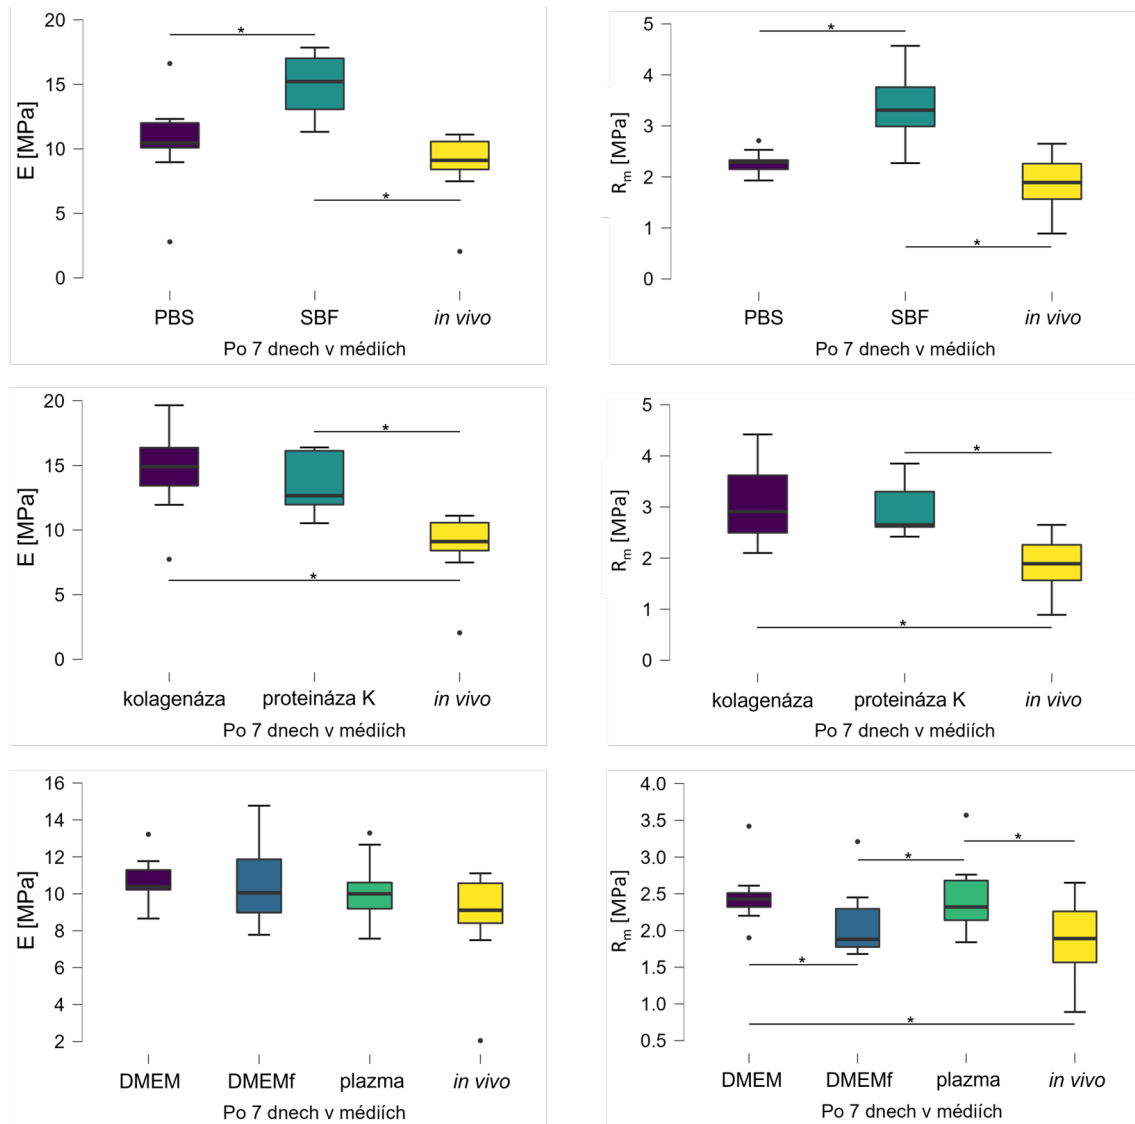 20
15
10
5
0
E [MPa]
*
*
PBS SBF in vivo
Po 7 dnech v médiích
5
4
3
2
1
0
Rm [MPa]
*
*
PBS SBF in vivo
Po 7 dnech v médiích
20
15
10
5
0
E [MPa]
*
*
kolagenáza proteináza K in vivo
Po 7 dnech v médiích
5
4
3
2
1
0
Rm [MPa]
*
*
kolagenáza proteináza K in vivo
Po 7 dnech v médiích
16
14
12
10
8
6
4
2
E [MPa]
DMEM DMEMf plazma in vivo
Po 7 dnech v médiích
4.0
3.5
3.0
2.5
2.0
1.5
1.0
0.5
Rm [MPa]
*
*
*
*
DMEM DMEMf plazma in vivo
Po 7 dnech v médiích